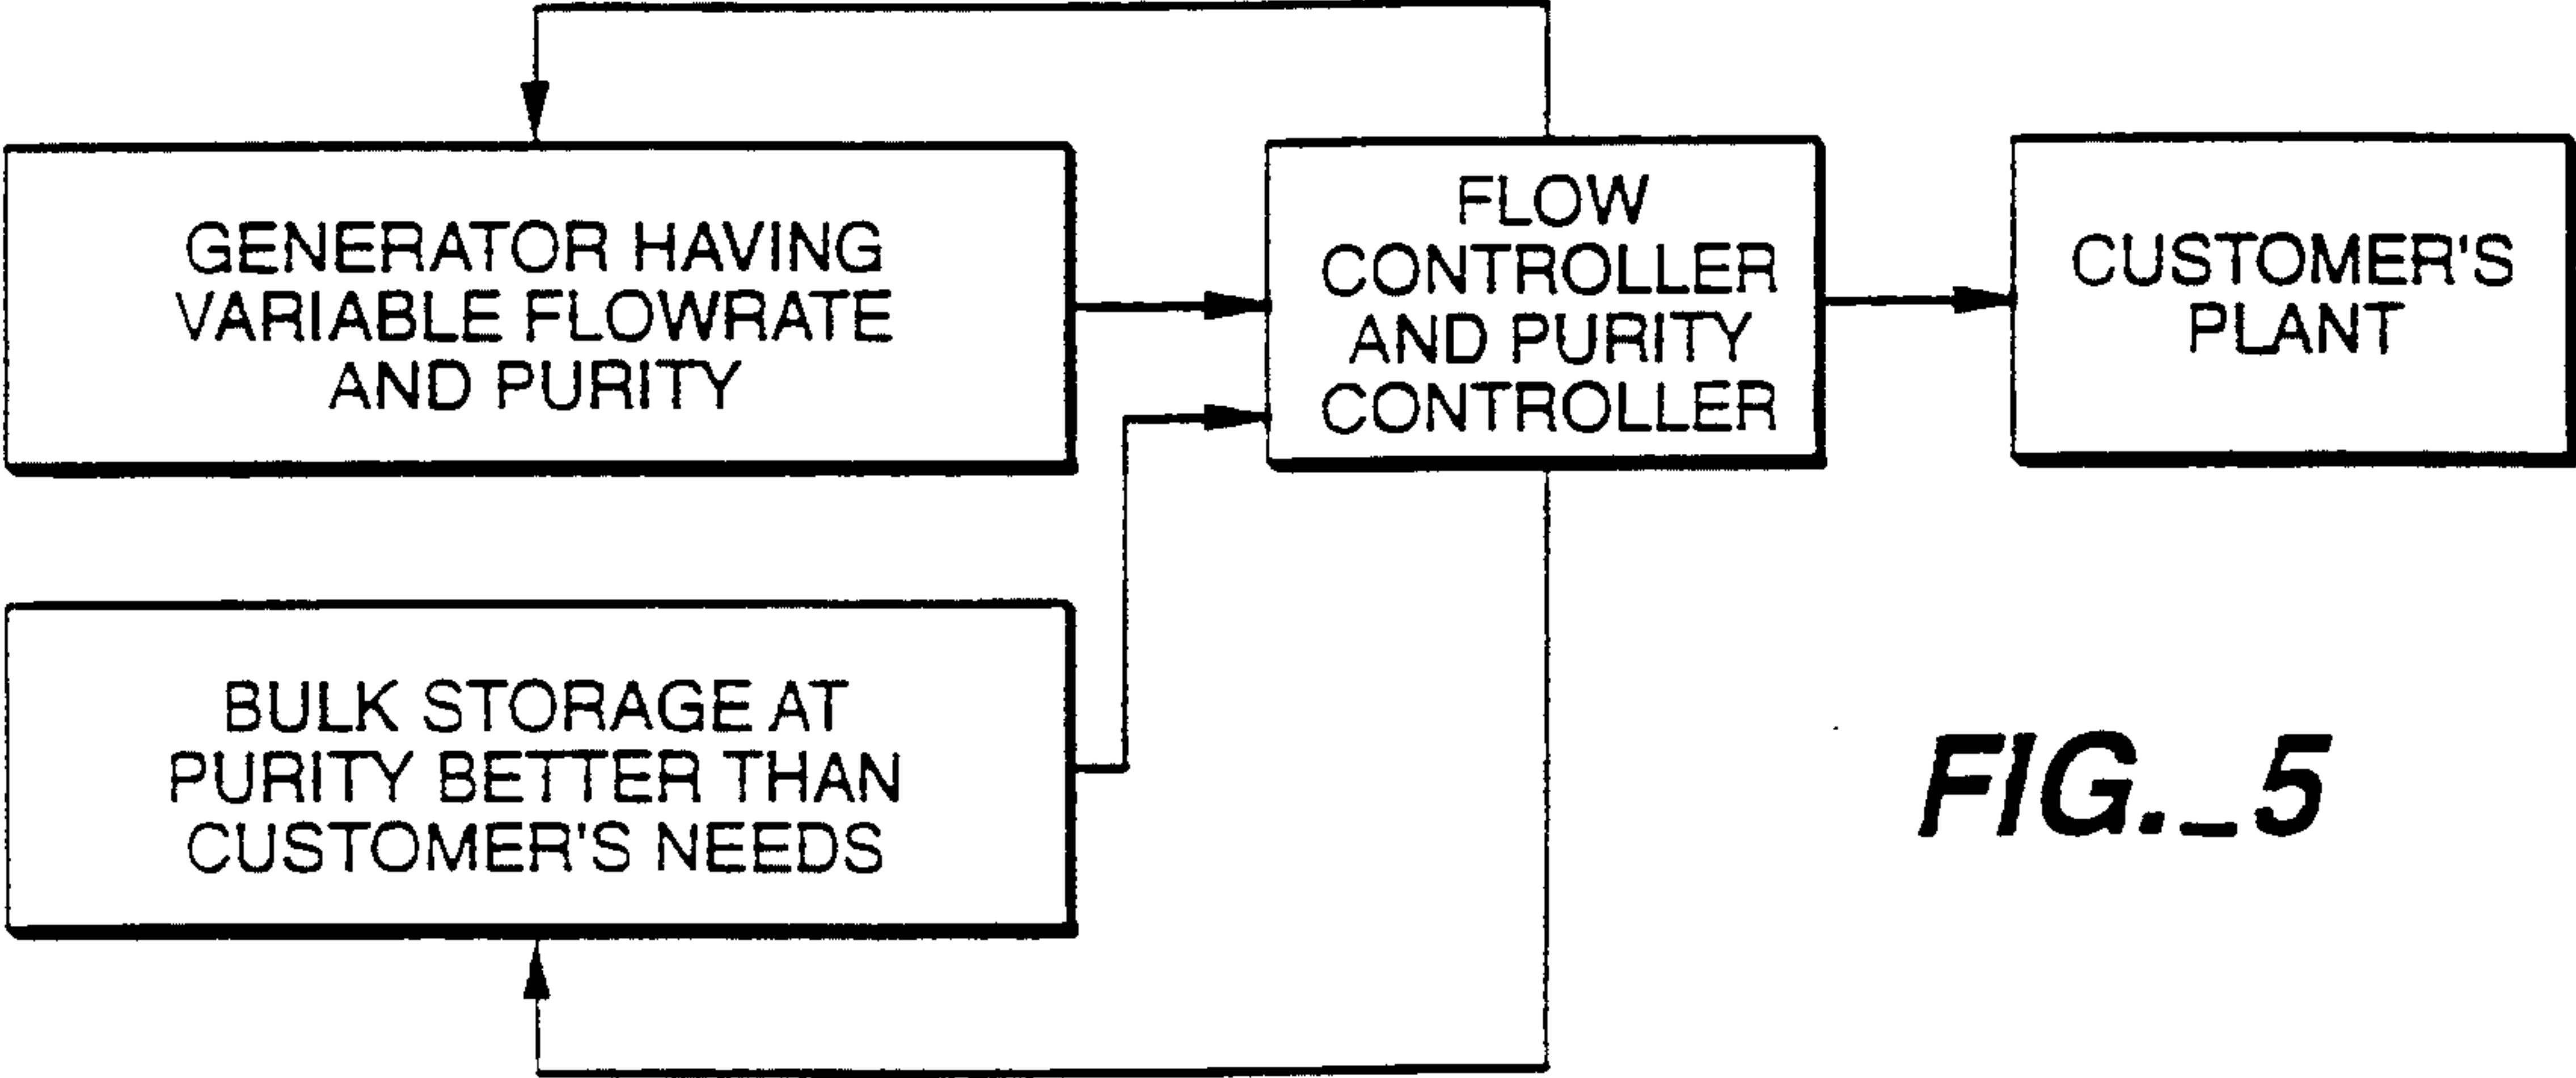 GENERATOR HAVING
VARIABLE FLOWRATE
AND PURITY
FLOW
CONTROLLER
AND PURITY
CONTROLLER
CUSTOMER'S
PLANT
BULK STORAGE AT
PURITY BETTER THAN
CUSTOMER'S NEEDS
FIG._5